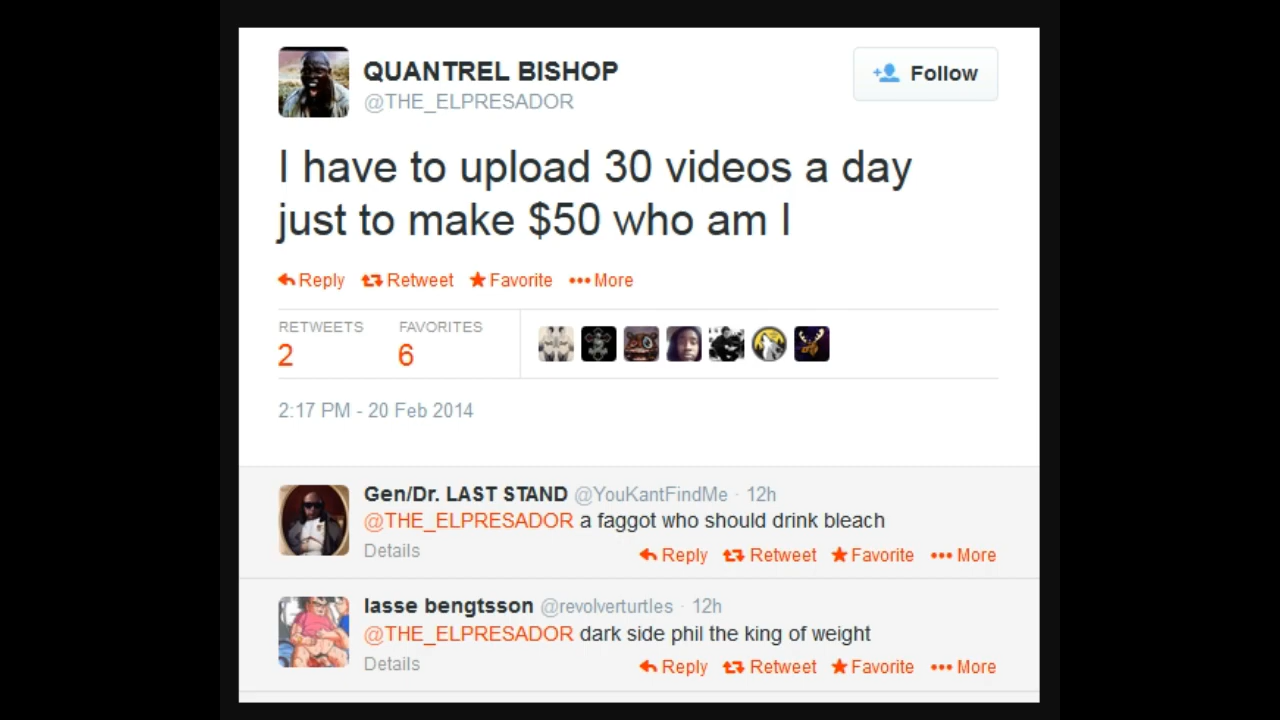 QUANTREL BISHOP
@THE_ELPRESADOR
Follow
I have to upload 30 videos a day
just to make $50 who am I
Reply Retweet Favorite More
RETWEETS FAVORITES
2 6
2:17 PM - 20 Feb 2014
Gen/Dr. LAST STAND @YouKantFindMe · 12h
@THE_ELPRESADOR a faggot who should drink bleach
Details Reply Retweet Favorite More
lasse bengtsson @revolverturtles · 12h
@THE_ELPRESADOR dark side phil the king of weight
Details Reply Retweet Favorite More